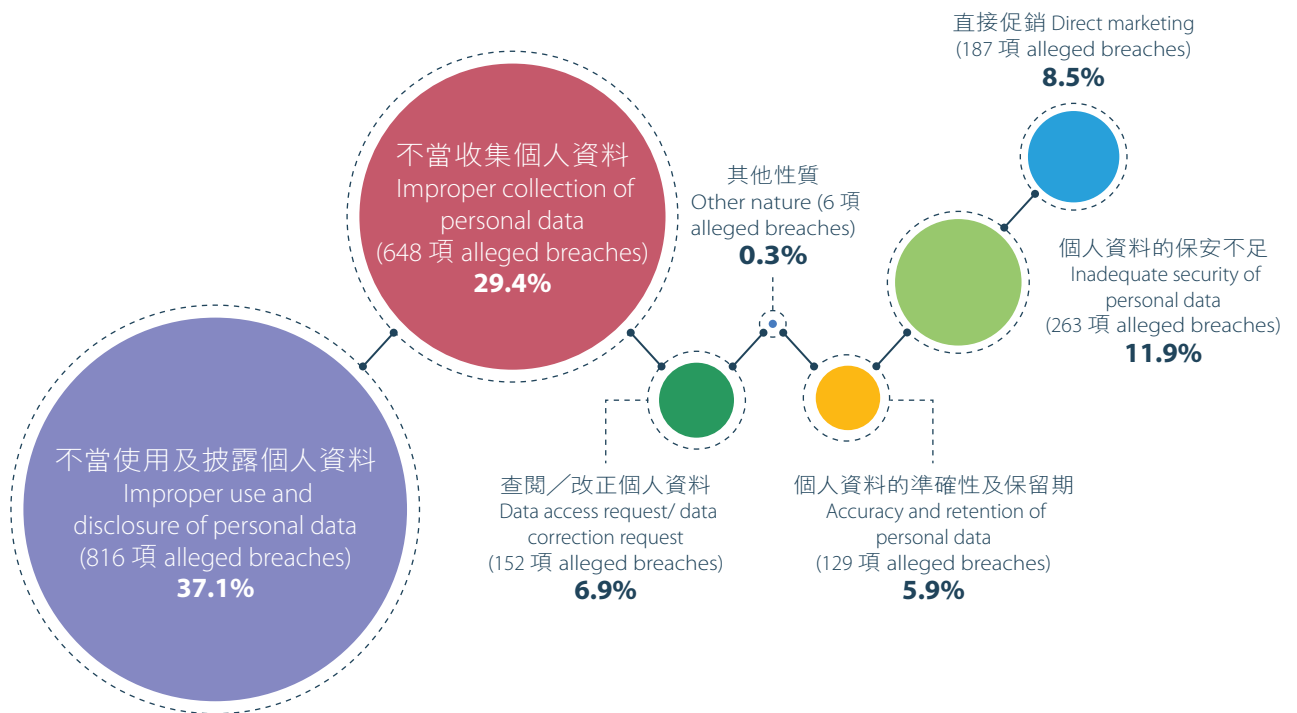 直接促銷 Direct marketing
(187 項 alleged breaches)
8.5%
不當收集個人資料
Improper collection of
personal data
(648 項 alleged breaches)
29.4%
其他性質
Other nature (6 項
alleged breaches)
0.3%
個人資料的保安不足
Inadequate security of
personal data
(263 項 alleged breaches)
11.9%
不當使用及披露個人資料
Improper use and
disclosure of personal data
(816 項 alleged breaches)
37.1%
查閱／改正個人資料
Data access request/ data
correction request
(152 項 alleged breaches)
6.9%
個人資料的準確性及保留期
Accuracy and retention of
personal data
(129 項 alleged breaches)
5.9%